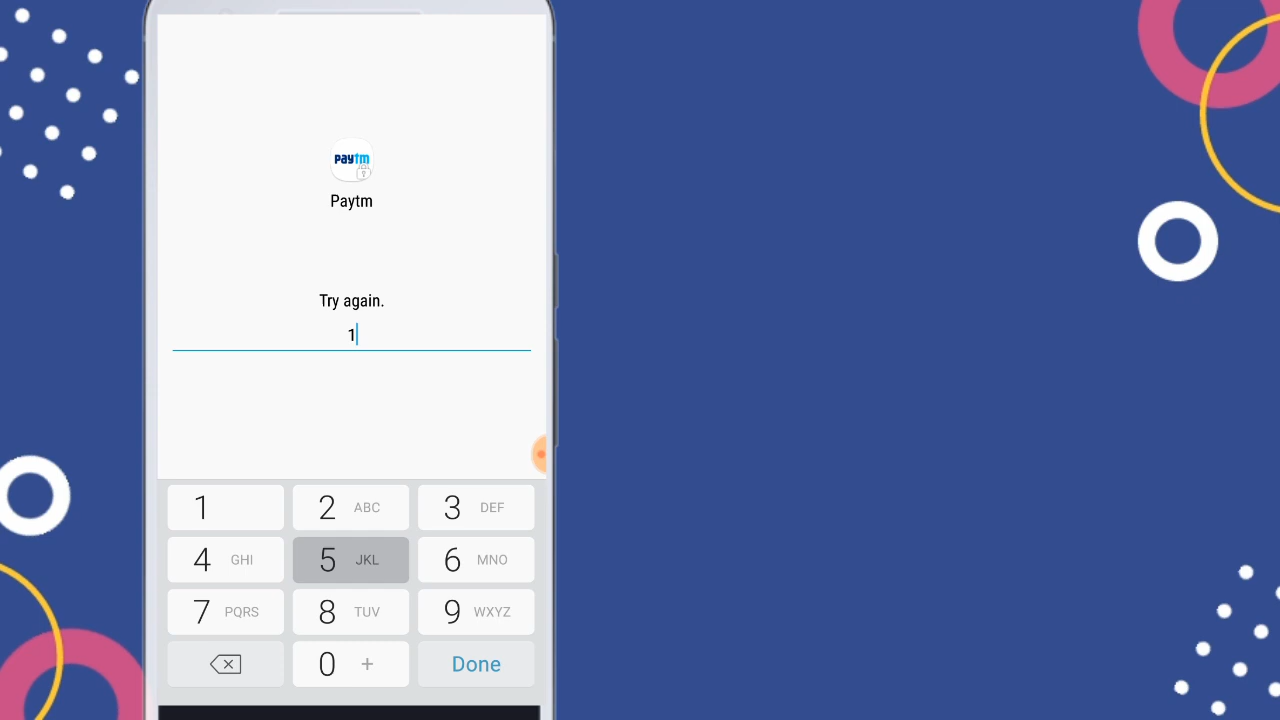 paytm
Paytm
Try again.
1
1
2 ABC
3 DEF
4 GHI
5 JKL
6 MNO
7 PQRS
8 TUV
9 WXYZ
0 +
Done